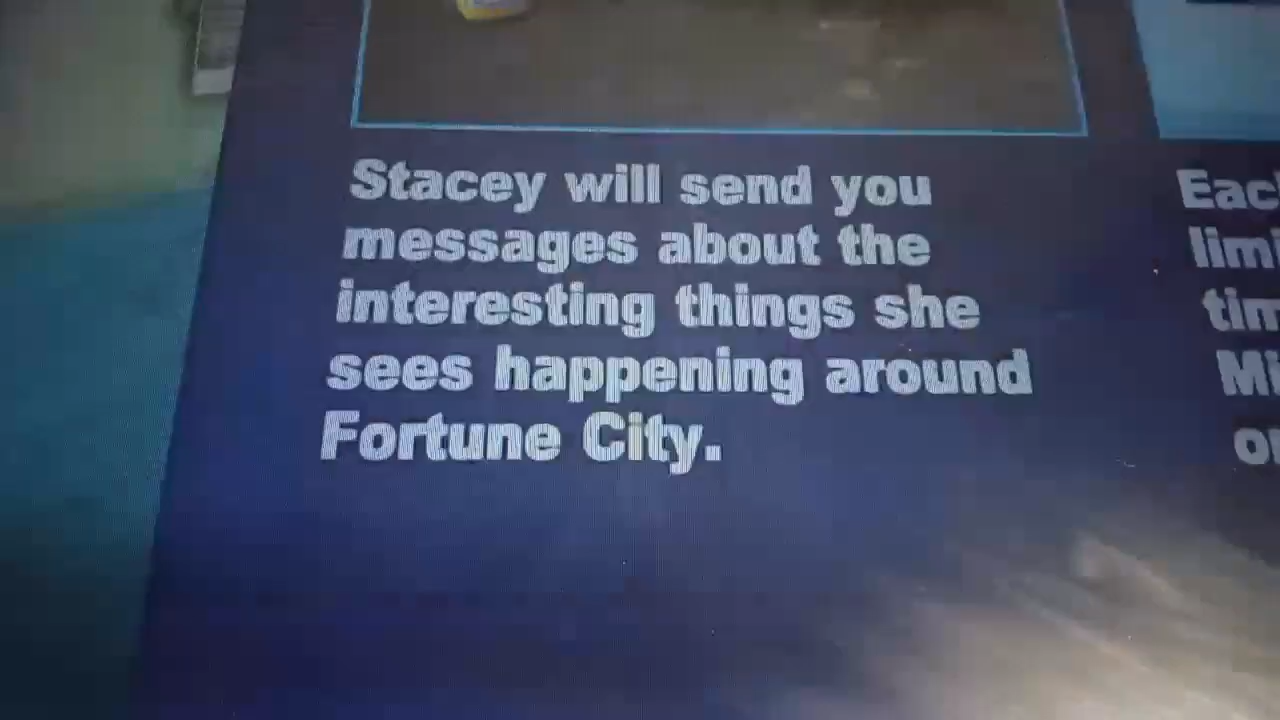 Stacey will send you
messages about the
interesting things she
sees happening around
Fortune City.